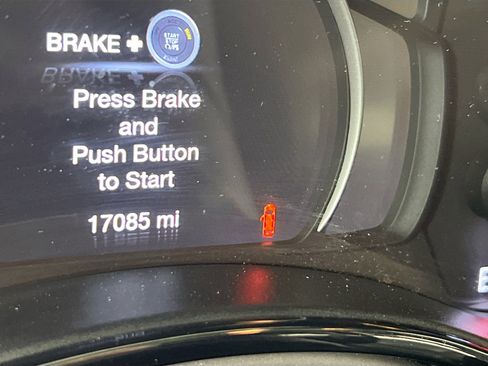 BRAKE +
START
STOP
Press Brake
and
Push Button
to Start
17085 mi
E